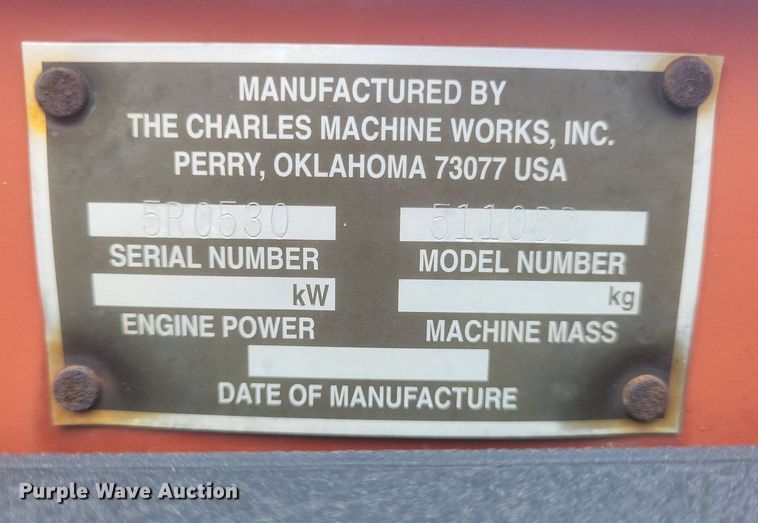 MANUFACTURED BY
THE CHARLES MACHINE WORKS, INC.
PERRY, OKLAHOMA 73077 USA
5R0530 5110DD
SERIAL NUMBER MODEL NUMBER
kW kg
ENGINE POWER MACHINE MASS
DATE OF MANUFACTURE
Purple Wave Auction